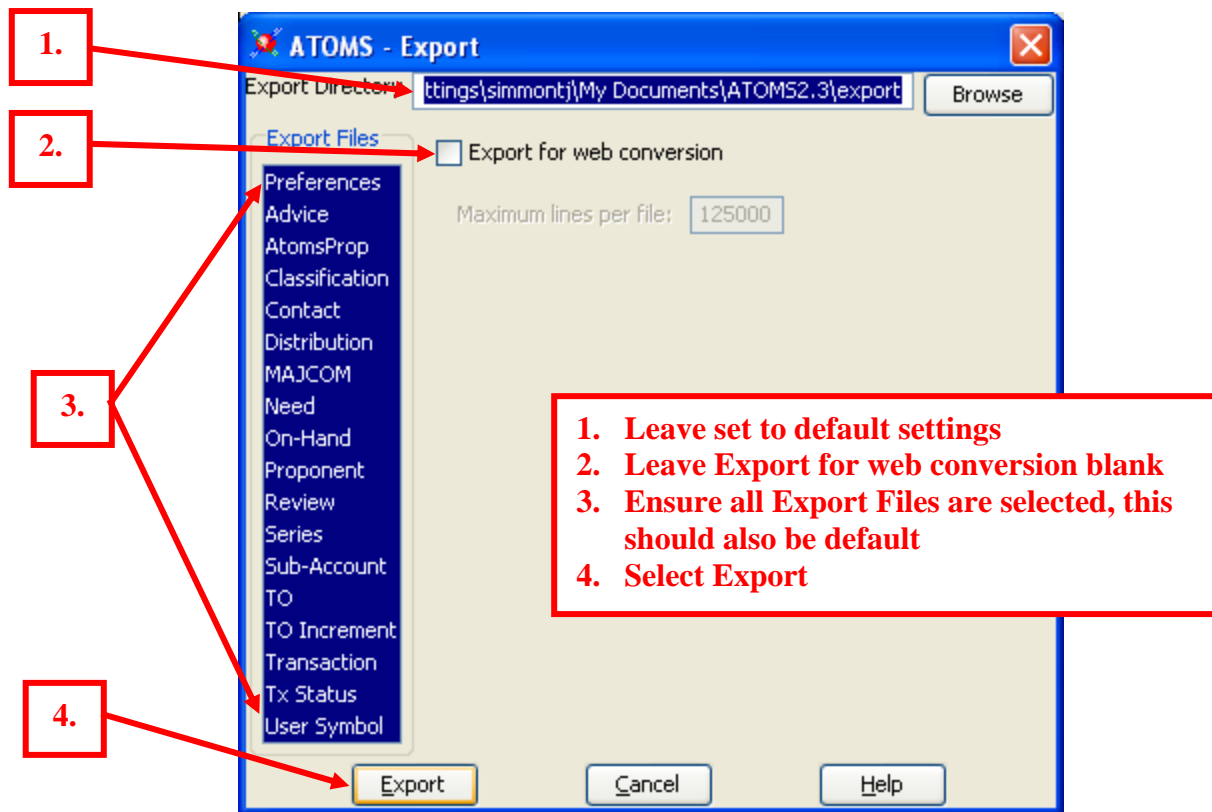 1.
ATOMS - Export
Export Directory ttings\simmontj\My Documents\ATOMS2.3\export Browse
2.
Export Files
Export for web conversion
Maximum lines per file: 125000
Preferences
Advice
AtomsProp
Classification
Contact
Distribution
MAJCOM
Need
On-Hand
Proponent
Review
Series
Sub-Account
TO
TO Increment
Transaction
Tx Status
User Symbol
3.
1. Leave set to default settings
2. Leave Export for web conversion blank
3. Ensure all Export Files are selected, this
should also be default
4. Select Export
4.
Export Cancel Help